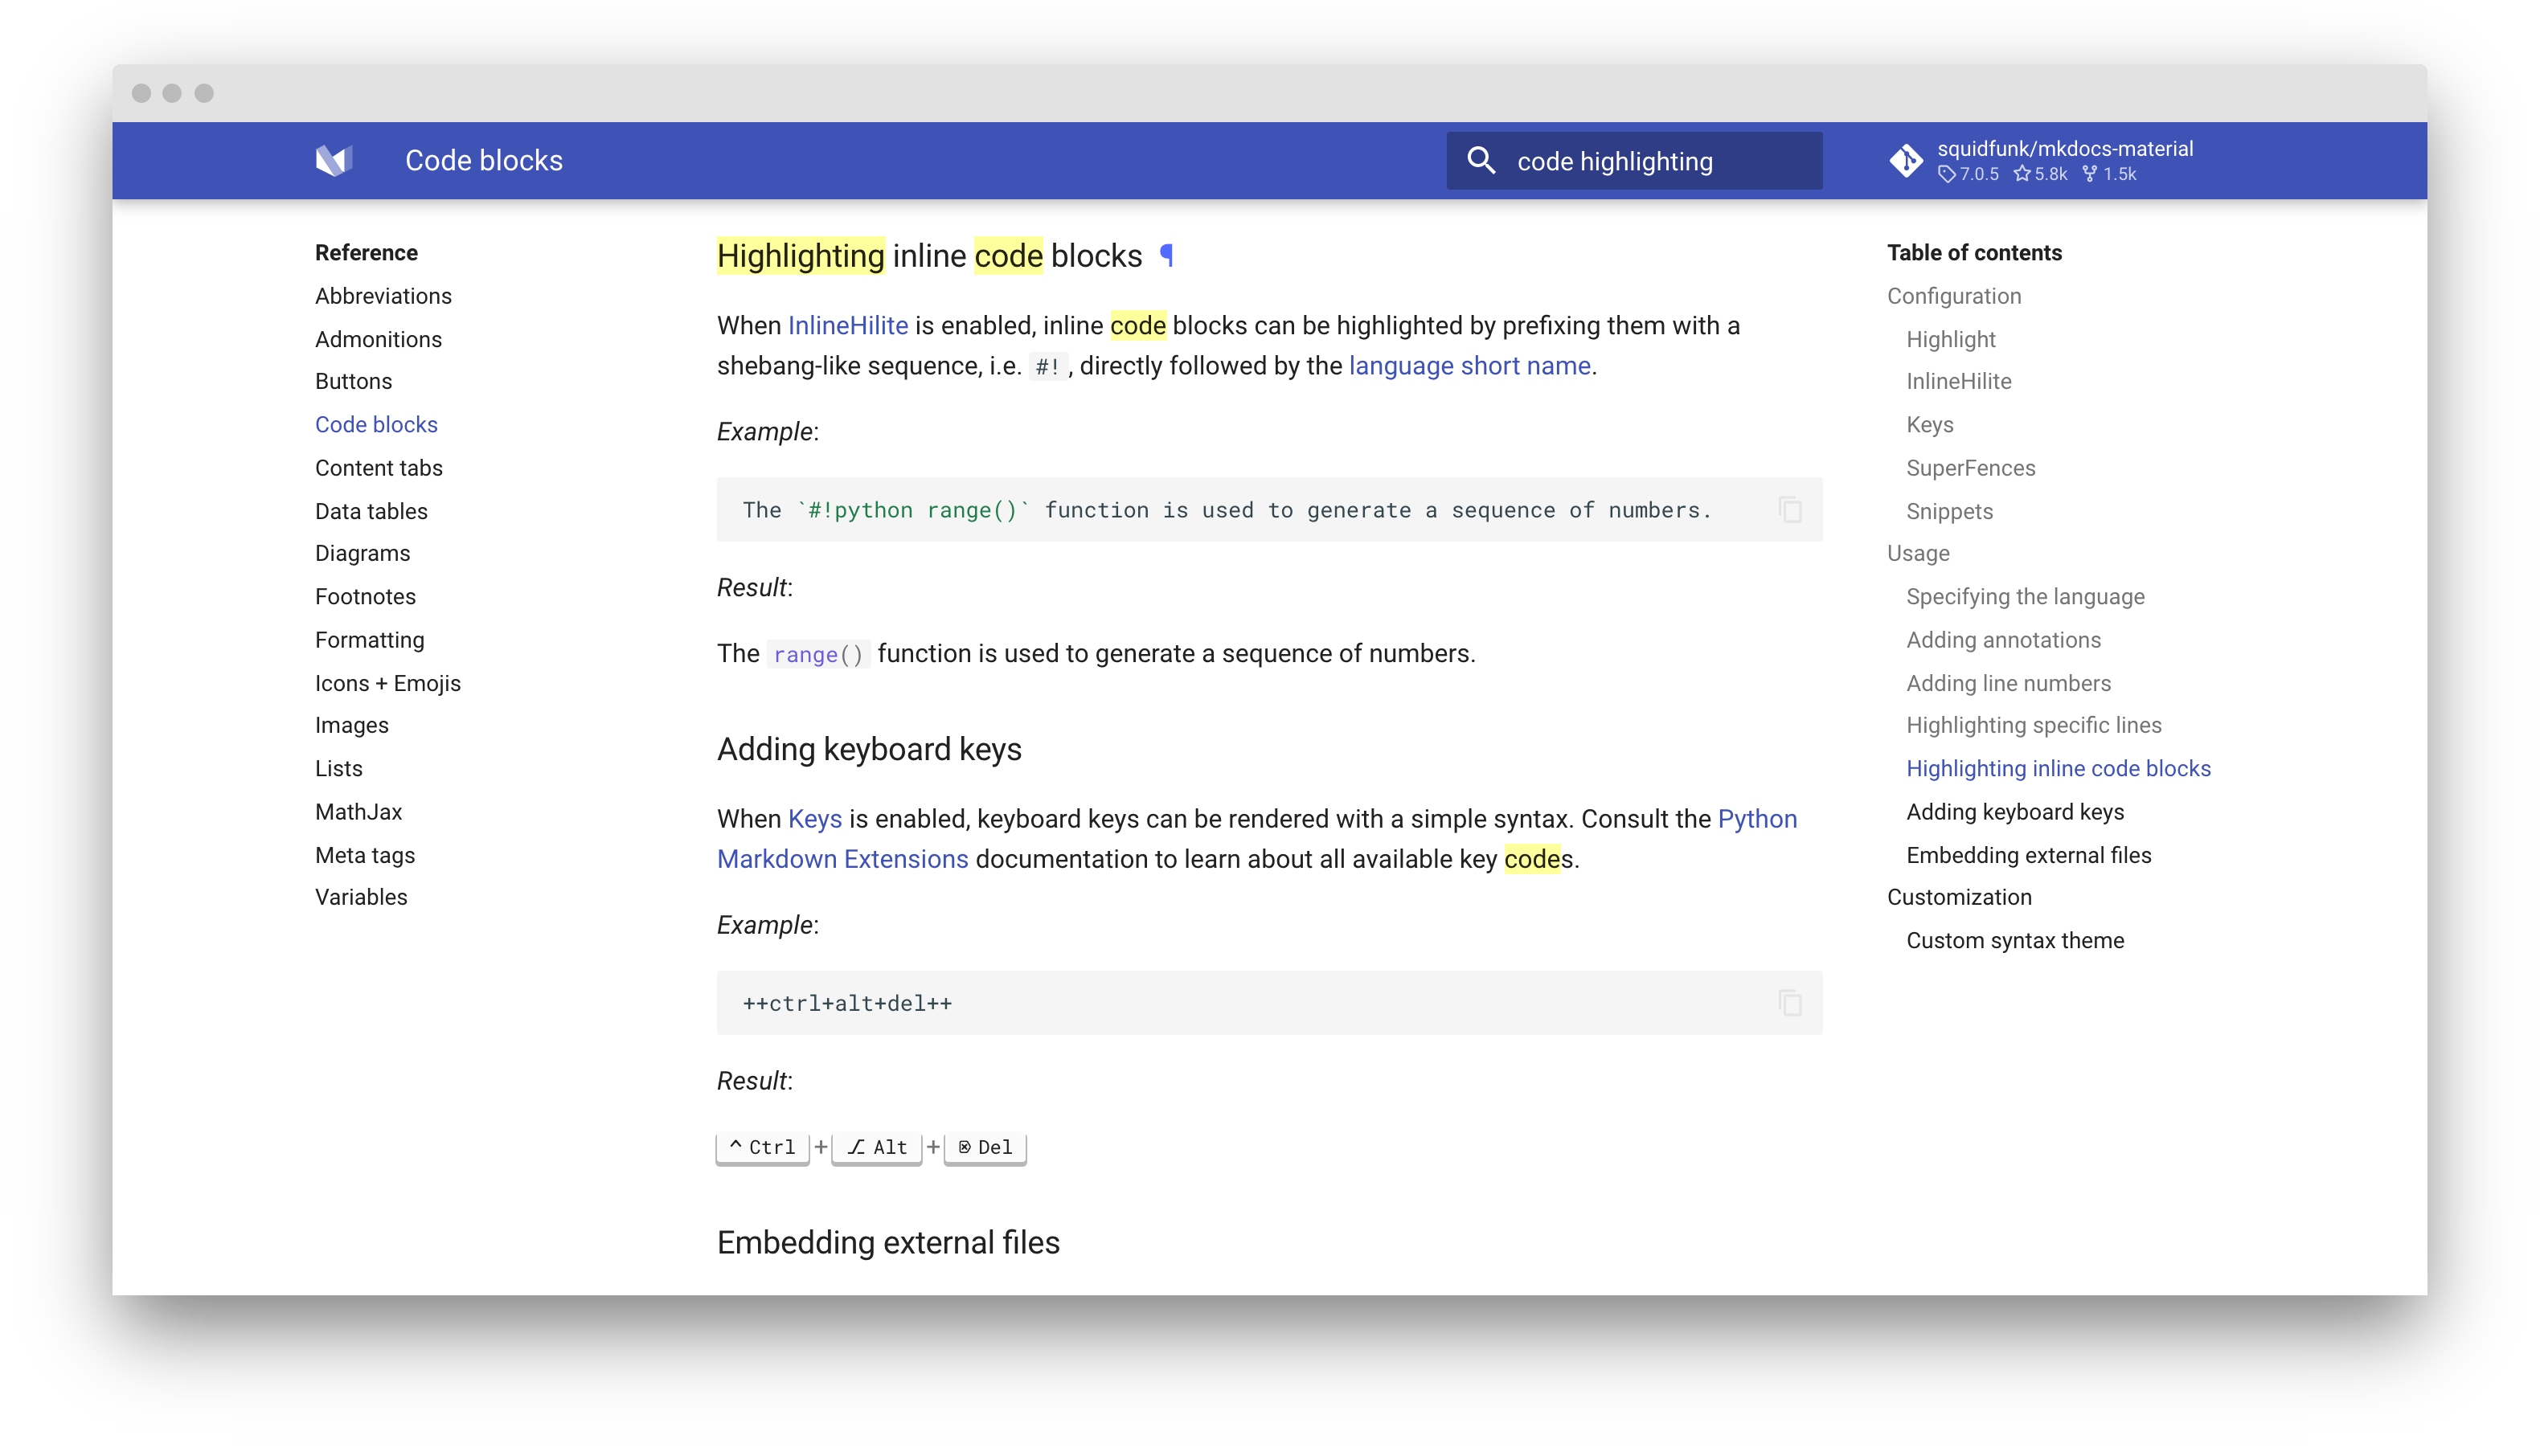 Code blocks
code highlighting
squidfunk/mkdocs-material
7.0.5 5.8k 1.5k
Reference
Abbreviations
Admonitions
Buttons
Code blocks
Content tabs
Data tables
Diagrams
Footnotes
Formatting
Icons + Emojis
Images
Lists
MathJax
Meta tags
Variables
Highlighting inline code blocks ¶
When InlineHilite is enabled, inline code blocks can be highlighted by prefixing them with a
shebang-like sequence, i.e. #!, directly followed by the language short name.
Example:
The `#!python range()` function is used to generate a sequence of numbers.
Result:
The range() function is used to generate a sequence of numbers.
Adding keyboard keys
When Keys is enabled, keyboard keys can be rendered with a simple syntax. Consult the Python
Markdown Extensions documentation to learn about all available key codes.
Example:
++ctrl+alt+del++
Result:
⌃ Ctrl + ⎇ Alt + ⌦ Del
Embedding external files
Table of contents
Configuration
Highlight
InlineHilite
Keys
SuperFences
Snippets
Usage
Specifying the language
Adding annotations
Adding line numbers
Highlighting specific lines
Highlighting inline code blocks
Adding keyboard keys
Embedding external files
Customization
Custom syntax theme